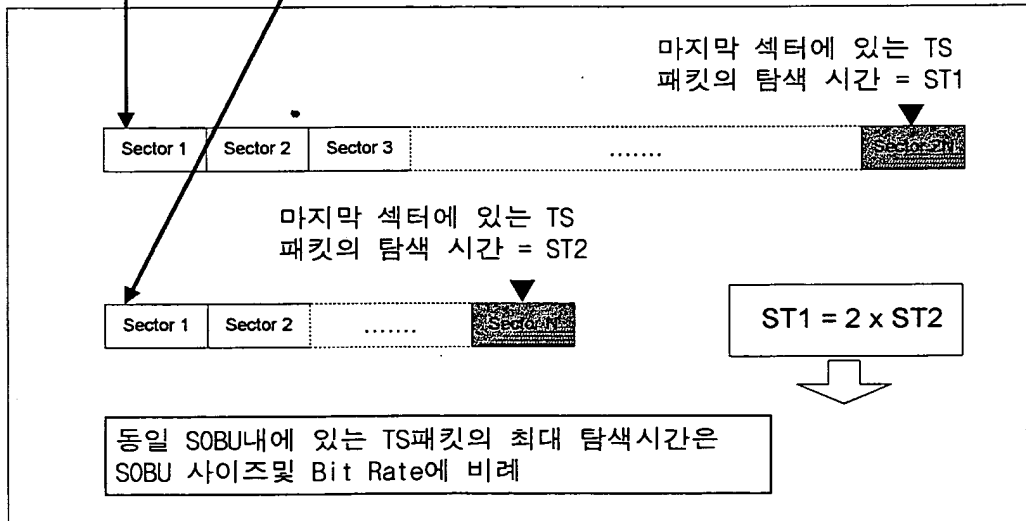 마지막 섹터에 있는 TS
패킷의 탐색 시간 = ST1
Sector 1 Sector 2 Sector 3 ....... Sector 2N
마지막 섹터에 있는 TS
패킷의 탐색 시간 = ST2
Sector 1 Sector 2 ....... Sector N
ST1 = 2 x ST2
동일 SOBU내에 있는 TS패킷의 최대 탐색시간은
SOBU 사이즈및 Bit Rate에 비례